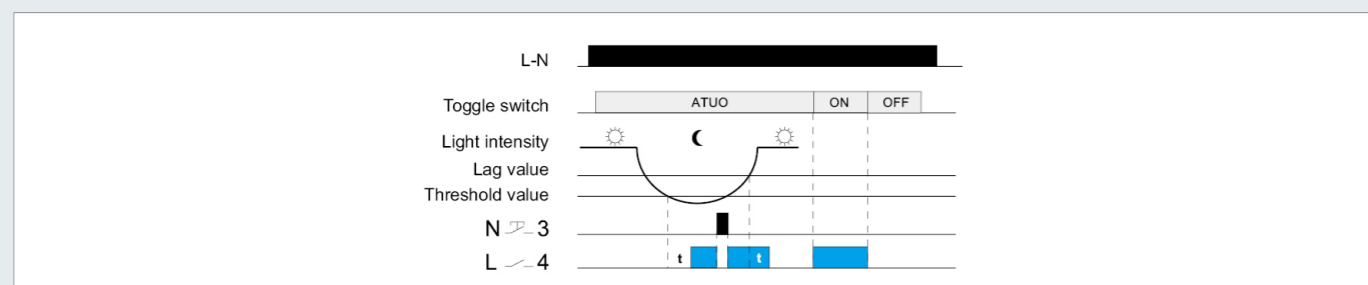 L-N
Toggle switch ATUO ON OFF
Light intensity
Lag value
Threshold value
N 3
L 4 t t